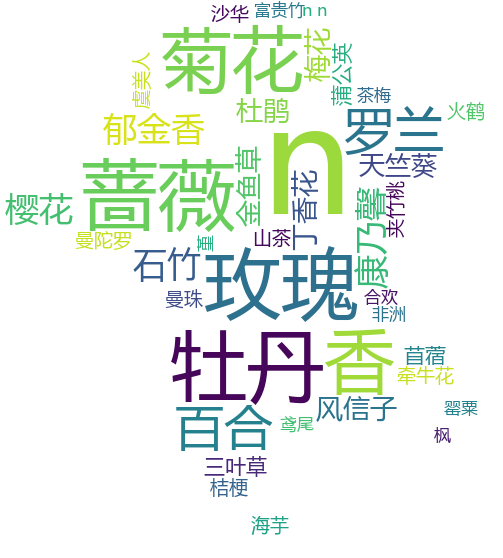 沙华
富贵竹
n n
菊花
梅花
虞美人
蒲公英
杜鹃
茶梅
火鹤
郁金香
n
罗兰
天竺葵
蔷薇
金鱼草
丁香花
康乃馨
夹竹桃
樱花
曼陀罗
堇
山茶
石竹
玫瑰
曼珠
合欢
非洲
牡丹
香
苜蓿
牵牛花
百合
风信子
鸢尾
罂粟
枫
三叶草
桔梗
海芋